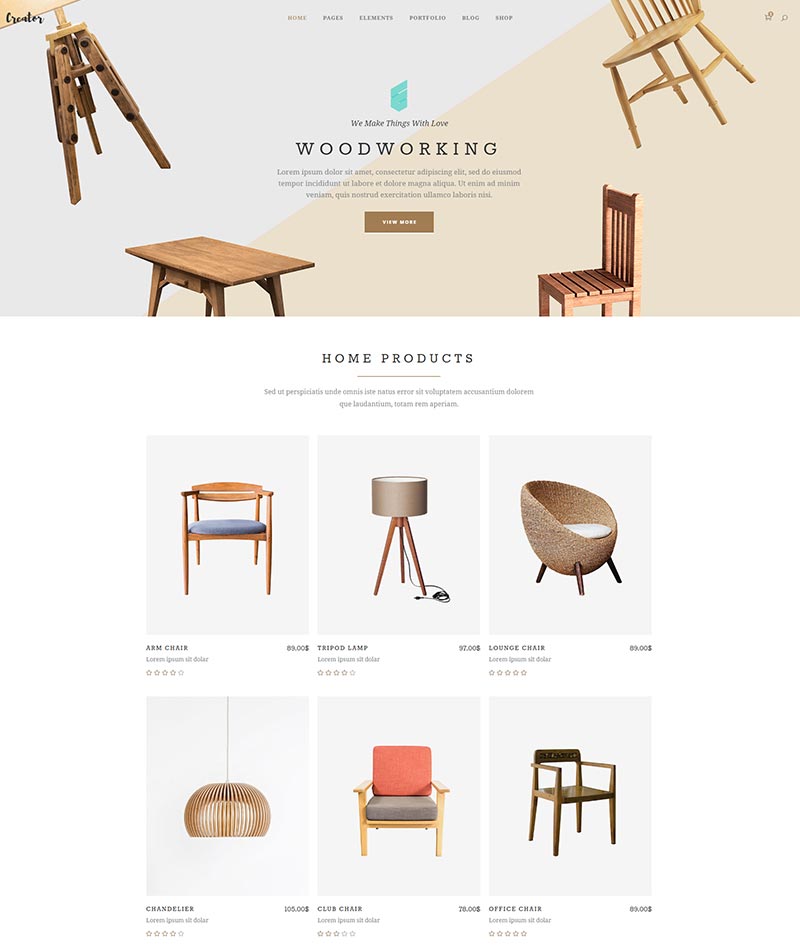 Creator
HOME PAGES ELEMENTS PORTFOLIO BLOG SHOP
We Make Things With Love
WOODWORKING
Lorem ipsum dolor sit amet, consectetur adipiscing elit, sed do eiusmod
tempor incididunt ut labore et dolore magna aliqua. Ut enim ad minim
veniam, quis nostrud exercitation ullamco laboris nisi.
VIEW MORE
HOME PRODUCTS
Sed ut perspiciatis unde omnis iste natus error sit voluptatem accusantium dolorem
que laudantium, totam rem aperiam.
ARM CHAIR 89.00$
Lorem ipsum sit dolar
TRIPOD LAMP 97.00$
Lorem ipsum sit dolar
LOUNGE CHAIR 89.00$
Lorem ipsum sit dolar
CHANDELIER 105.00$
Lorem ipsum sit dolar
CLUB CHAIR 78.00$
Lorem ipsum sit dolar
OFFICE CHAIR 89.00$
Lorem ipsum sit dolar